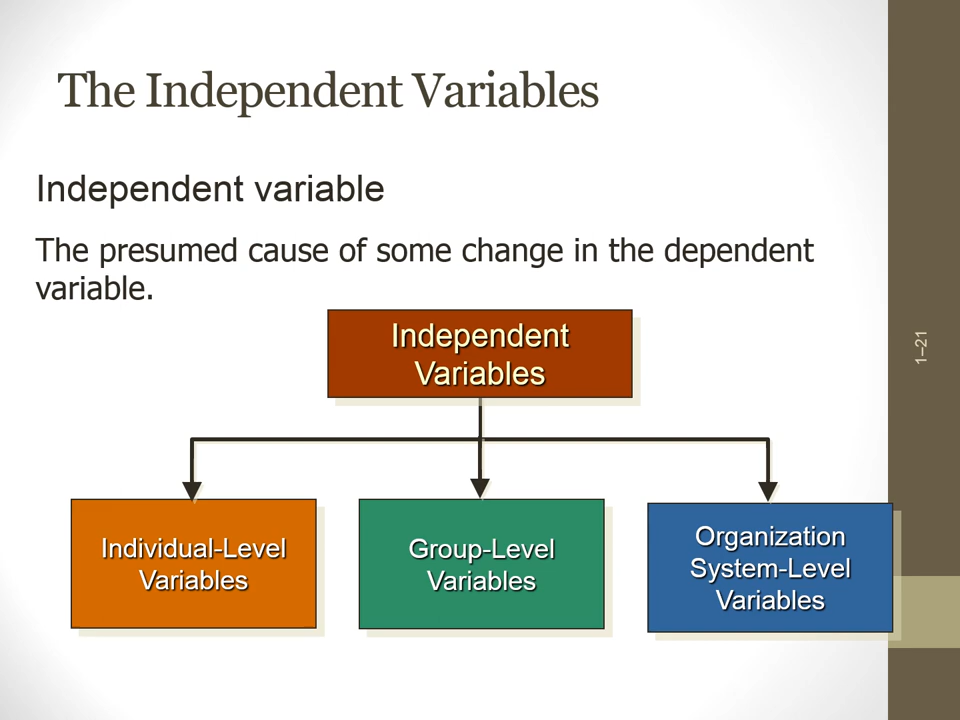 The Independent Variables
Independent variable
The presumed cause of some change in the dependent
variable.
Independent
Variables
Individual-Level
Variables
Group-Level
Variables
Organization
System-Level
Variables
1–21